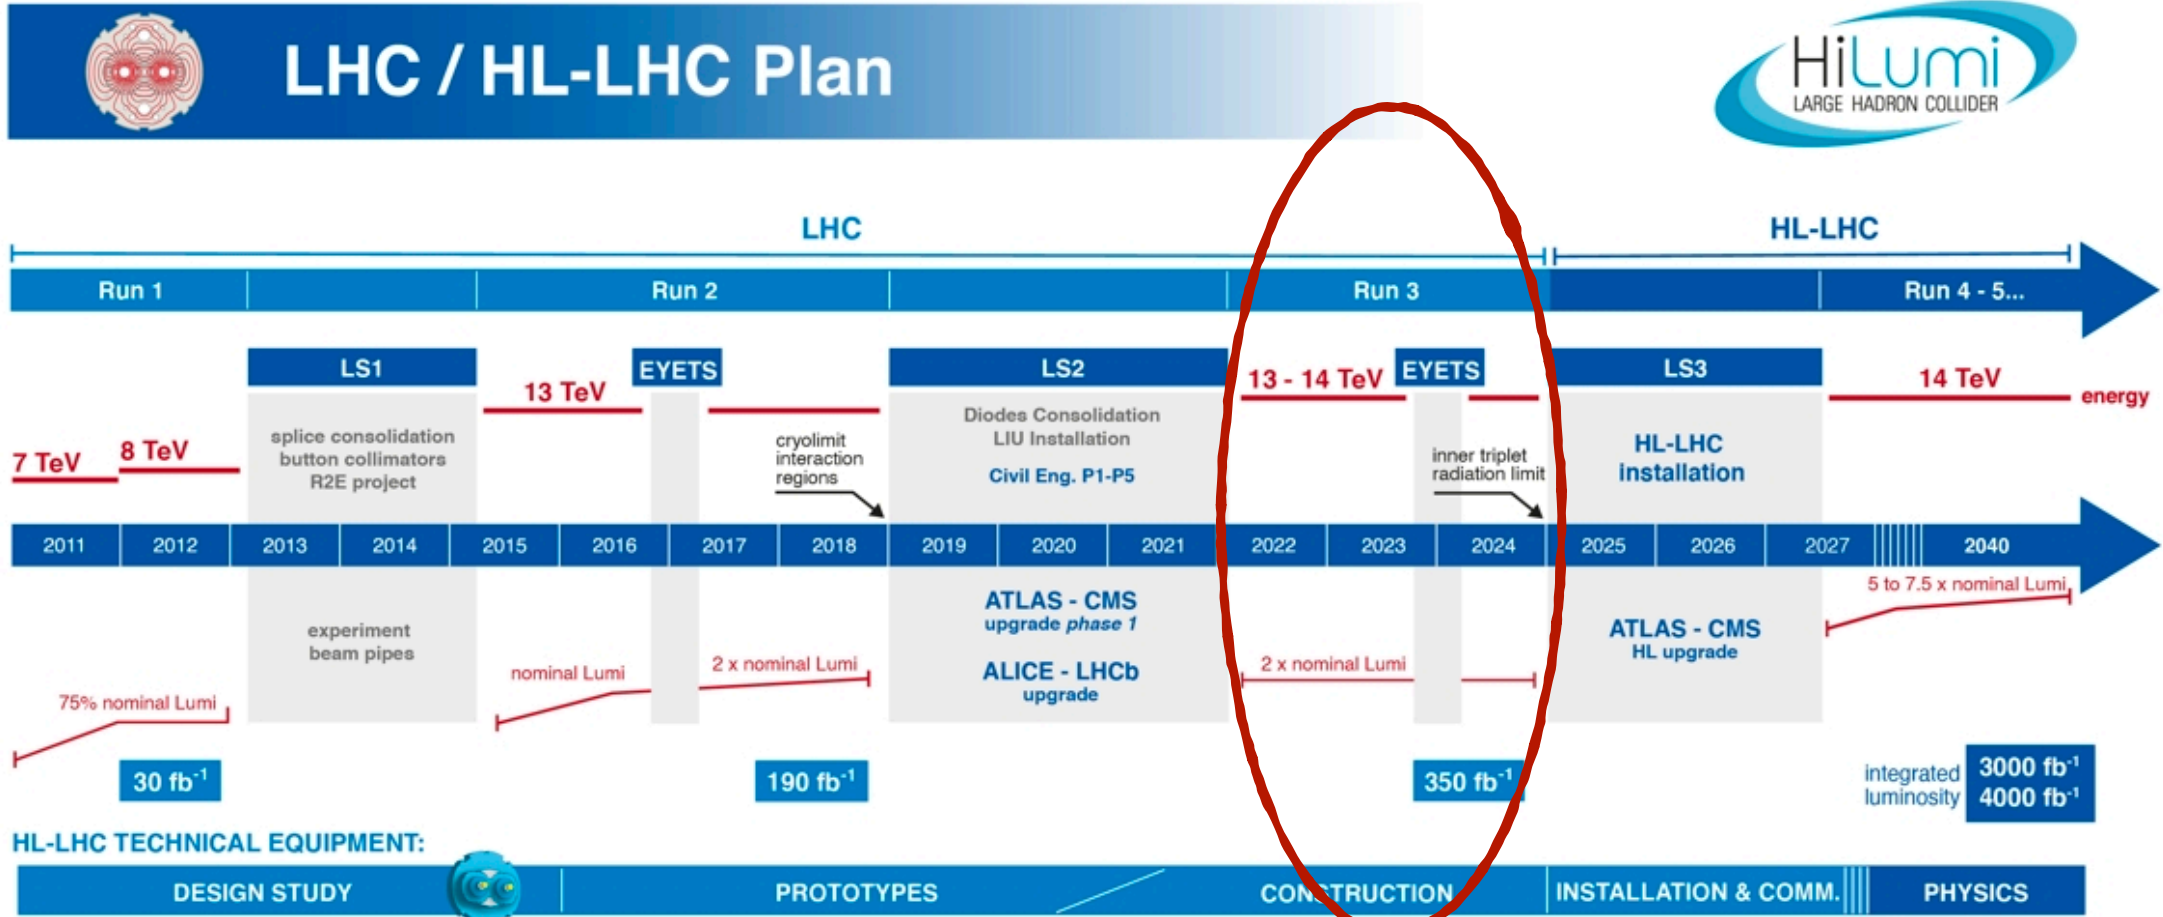 LHC / HL-LHC Plan
HiLumi
LARGE HADRON COLLIDER
LHC
HL-LHC
Run 1
Run 2
Run 3
Run 4 - 5...
LS1
EYETS
LS2
13 - 14 TeV
EYETS
LS3
14 TeV
energy
13 TeV
7 TeV
8 TeV
splice consolidation
button collimators
R2E project
cryolimit
interaction
regions
Diodes Consolidation
LIU Installation
Civil Eng. P1-P5
inner triplet
radiation limit
HL-LHC
installation
2011
2012
2013
2014
2015
2016
2017
2018
2019
2020
2021
2022
2023
2024
2025
2026
2027
2040
5 to 7.5 x nominal Lumi
experiment
beam pipes
ATLAS - CMS
upgrade phase 1
ALICE - LHCb
upgrade
ATLAS - CMS
HL upgrade
75% nominal Lumi
nominal Lumi
2 x nominal Lumi
2 x nominal Lumi
30 fb⁻¹
190 fb⁻¹
350 fb⁻¹
integrated
luminosity
3000 fb⁻¹
4000 fb⁻¹
HL-LHC TECHNICAL EQUIPMENT:
DESIGN STUDY
PROTOTYPES
CONSTRUCTION
INSTALLATION & COMM.
PHYSICS